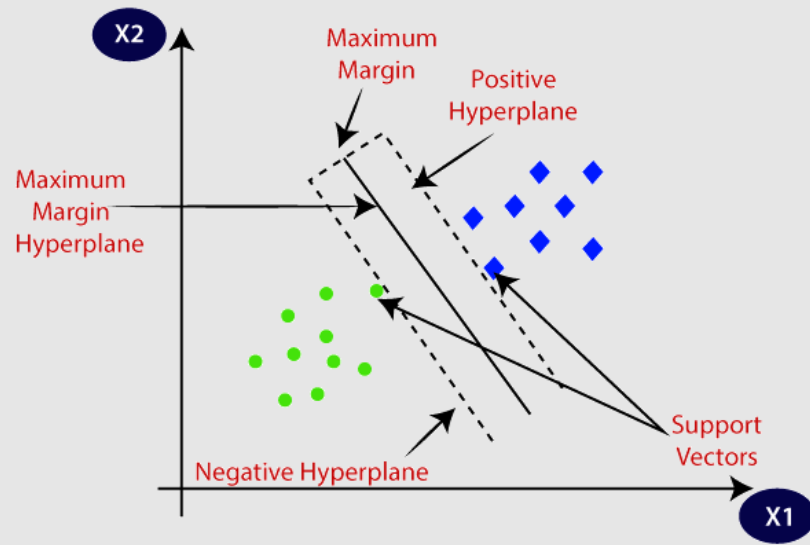 X2
Maximum
Margin
Positive
Hyperplane
Maximum
Margin
Hyperplane
Support
Vectors
Negative Hyperplane
X1